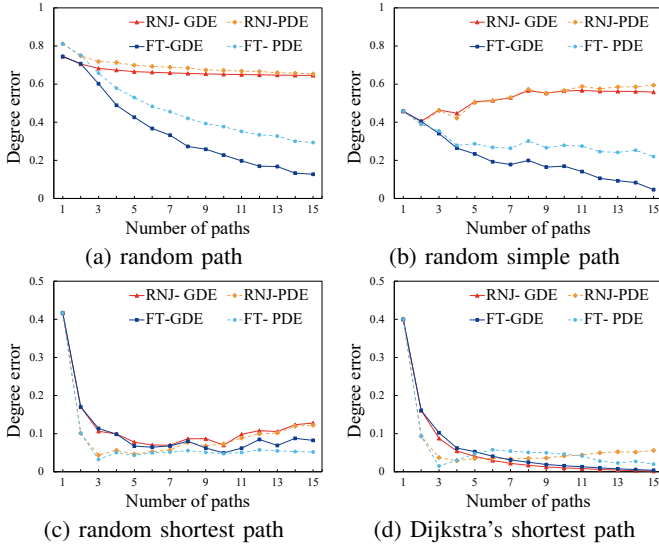 1
0.8
0.6
0.4
0.2
0
Degree error
RNJ- GDE
RNJ-PDE
FT-GDE
FT- PDE
1 3 5 7 9 11 13 15
Number of paths
(a) random path
1
0.8
0.6
0.4
0.2
0
Degree error
RNJ- GDE
RNJ-PDE
FT-GDE
FT- PDE
1 3 5 7 9 11 13 15
Number of paths
(b) random simple path
0.5
0.4
0.3
0.2
0.1
0
Degree error
RNJ- GDE
RNJ-PDE
FT-GDE
FT- PDE
1 3 5 7 9 11 13 15
Number of paths
(c) random shortest path
0.5
0.4
0.3
0.2
0.1
0
Degree error
RNJ- GDE
RNJ-PDE
FT-GDE
FT- PDE
1 3 5 7 9 11 13 15
Number of paths
(d) Dijkstra's shortest path